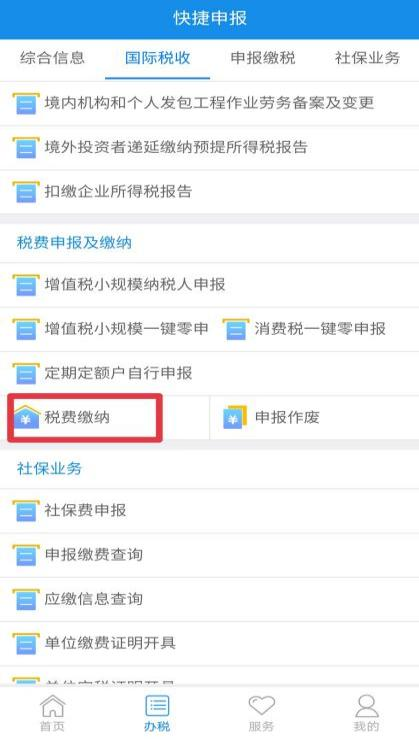 快捷申报
综合信息 国际税收 申报缴税 社保业务
境内机构和个人发包工程作业劳务备案及变更
境外投资者递延缴纳预提所得税报告
扣缴企业所得税报告
税费申报及缴纳
增值税小规模纳税人申报
增值税小规模一键零申 消费税一键零申报
定期定额户自行申报
税费缴纳 申报作废
社保业务
社保费申报
申报缴费查询
应缴信息查询
单位缴费证明开具
首页 办税 服务 我的